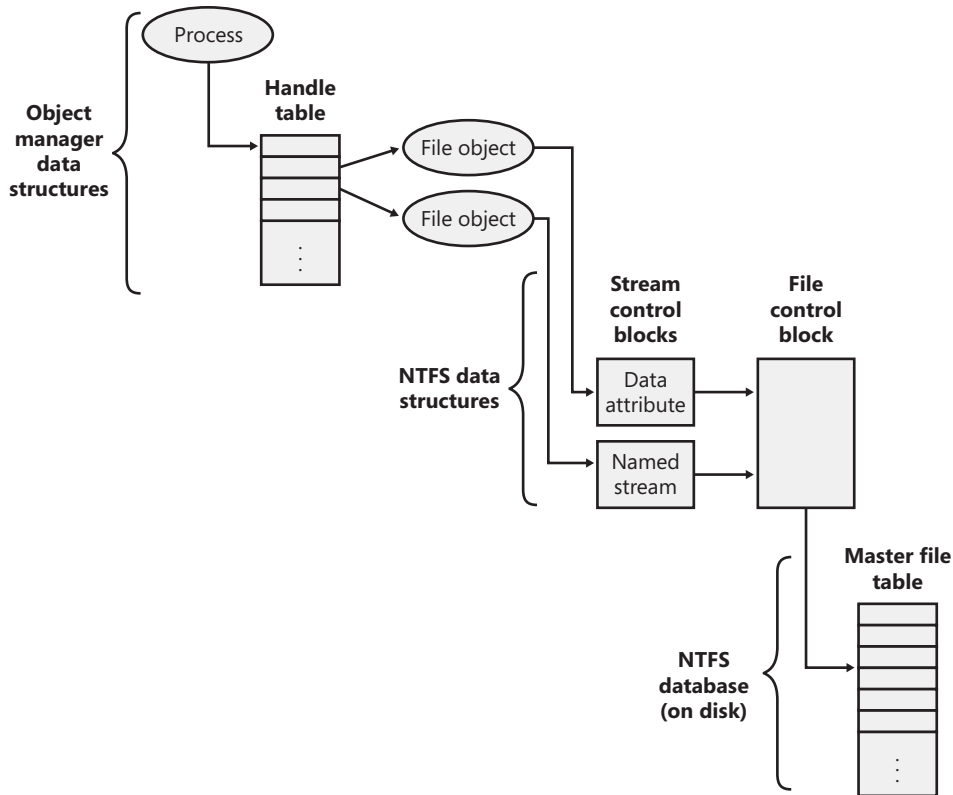 Process
Handle
table
Object
manager
data
structures
File object
File object
Stream
control
blocks
File
control
block
NTFS data
structures
Data
attribute
Named
stream
Master file
table
NTFS
database
(on disk)